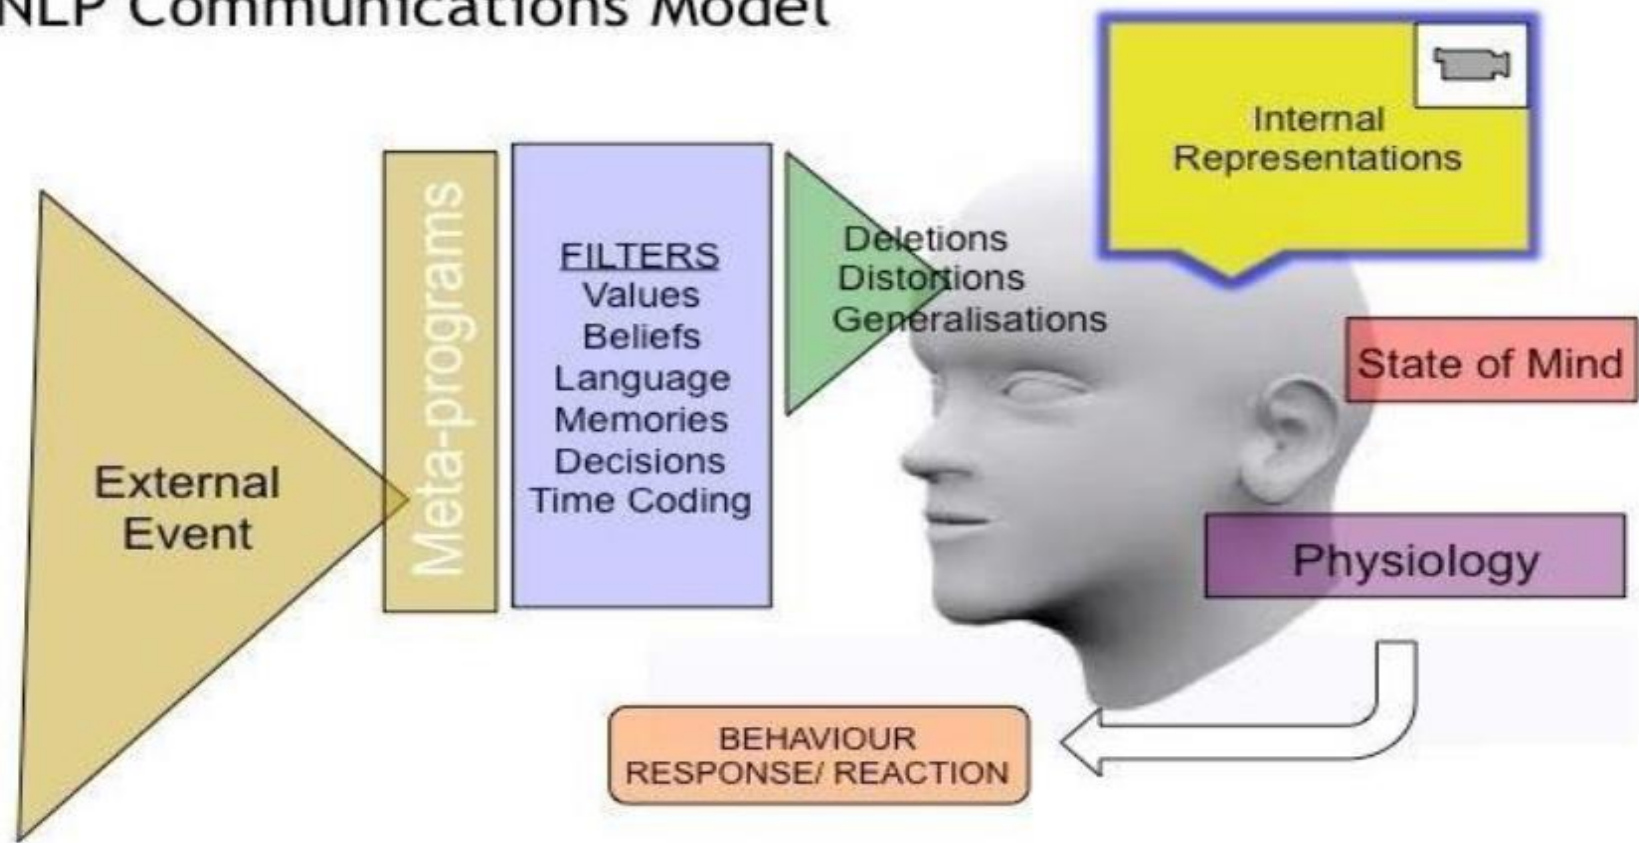 NLP Communications Model
External
Event
Meta-programs
FILTERS
Values
Beliefs
Language
Memories
Decisions
Time Coding
Deletions
Distortions
Generalisations
Internal
Representations
State of Mind
Physiology
BEHAVIOUR
RESPONSE/ REACTION